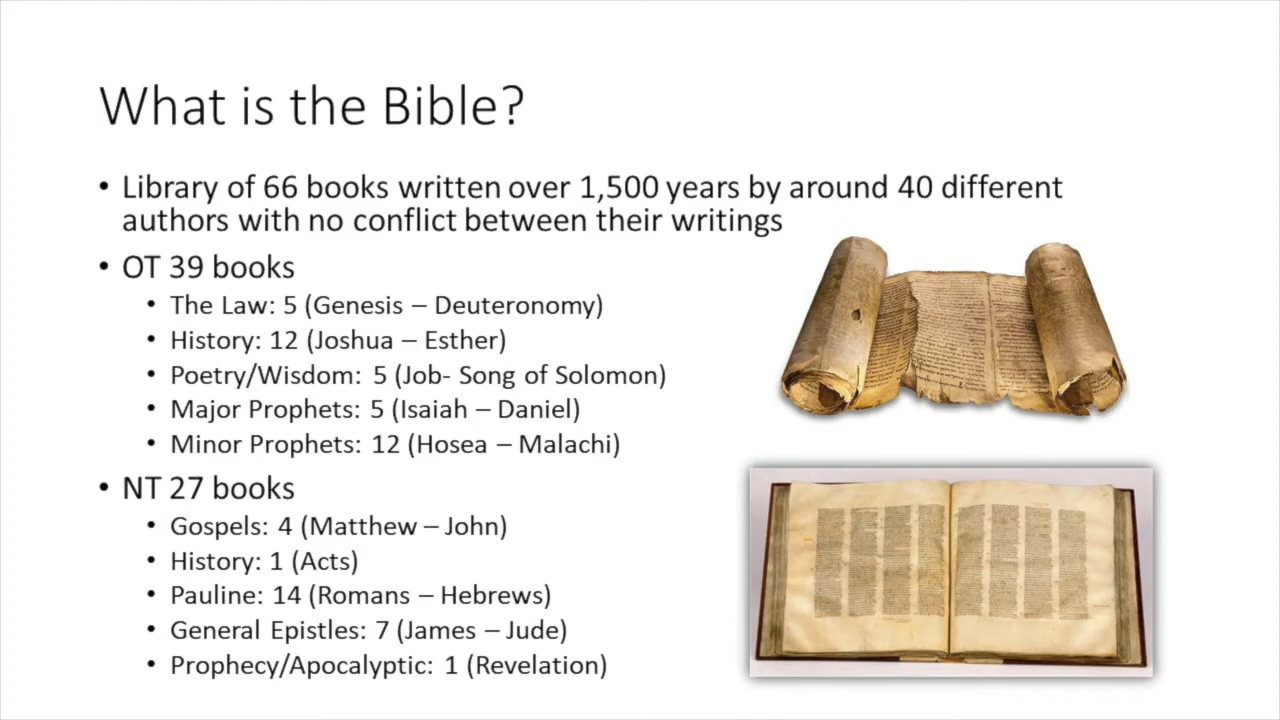 What is the Bible?
• Library of 66 books written over 1,500 years by around 40 different
authors with no conflict between their writings
• OT 39 books
• The Law: 5 (Genesis – Deuteronomy)
• History: 12 (Joshua – Esther)
• Poetry/Wisdom: 5 (Job- Song of Solomon)
• Major Prophets: 5 (Isaiah – Daniel)
• Minor Prophets: 12 (Hosea – Malachi)
• NT 27 books
• Gospels: 4 (Matthew – John)
• History: 1 (Acts)
• Pauline: 14 (Romans – Hebrews)
• General Epistles: 7 (James – Jude)
• Prophecy/Apocalyptic: 1 (Revelation)